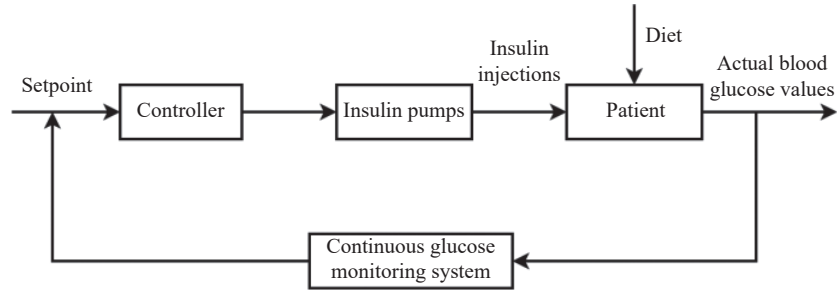 Setpoint
Controller
Insulin pumps
Insulin
injections
Patient
Diet
Actual blood
glucose values
Continuous glucose
monitoring system